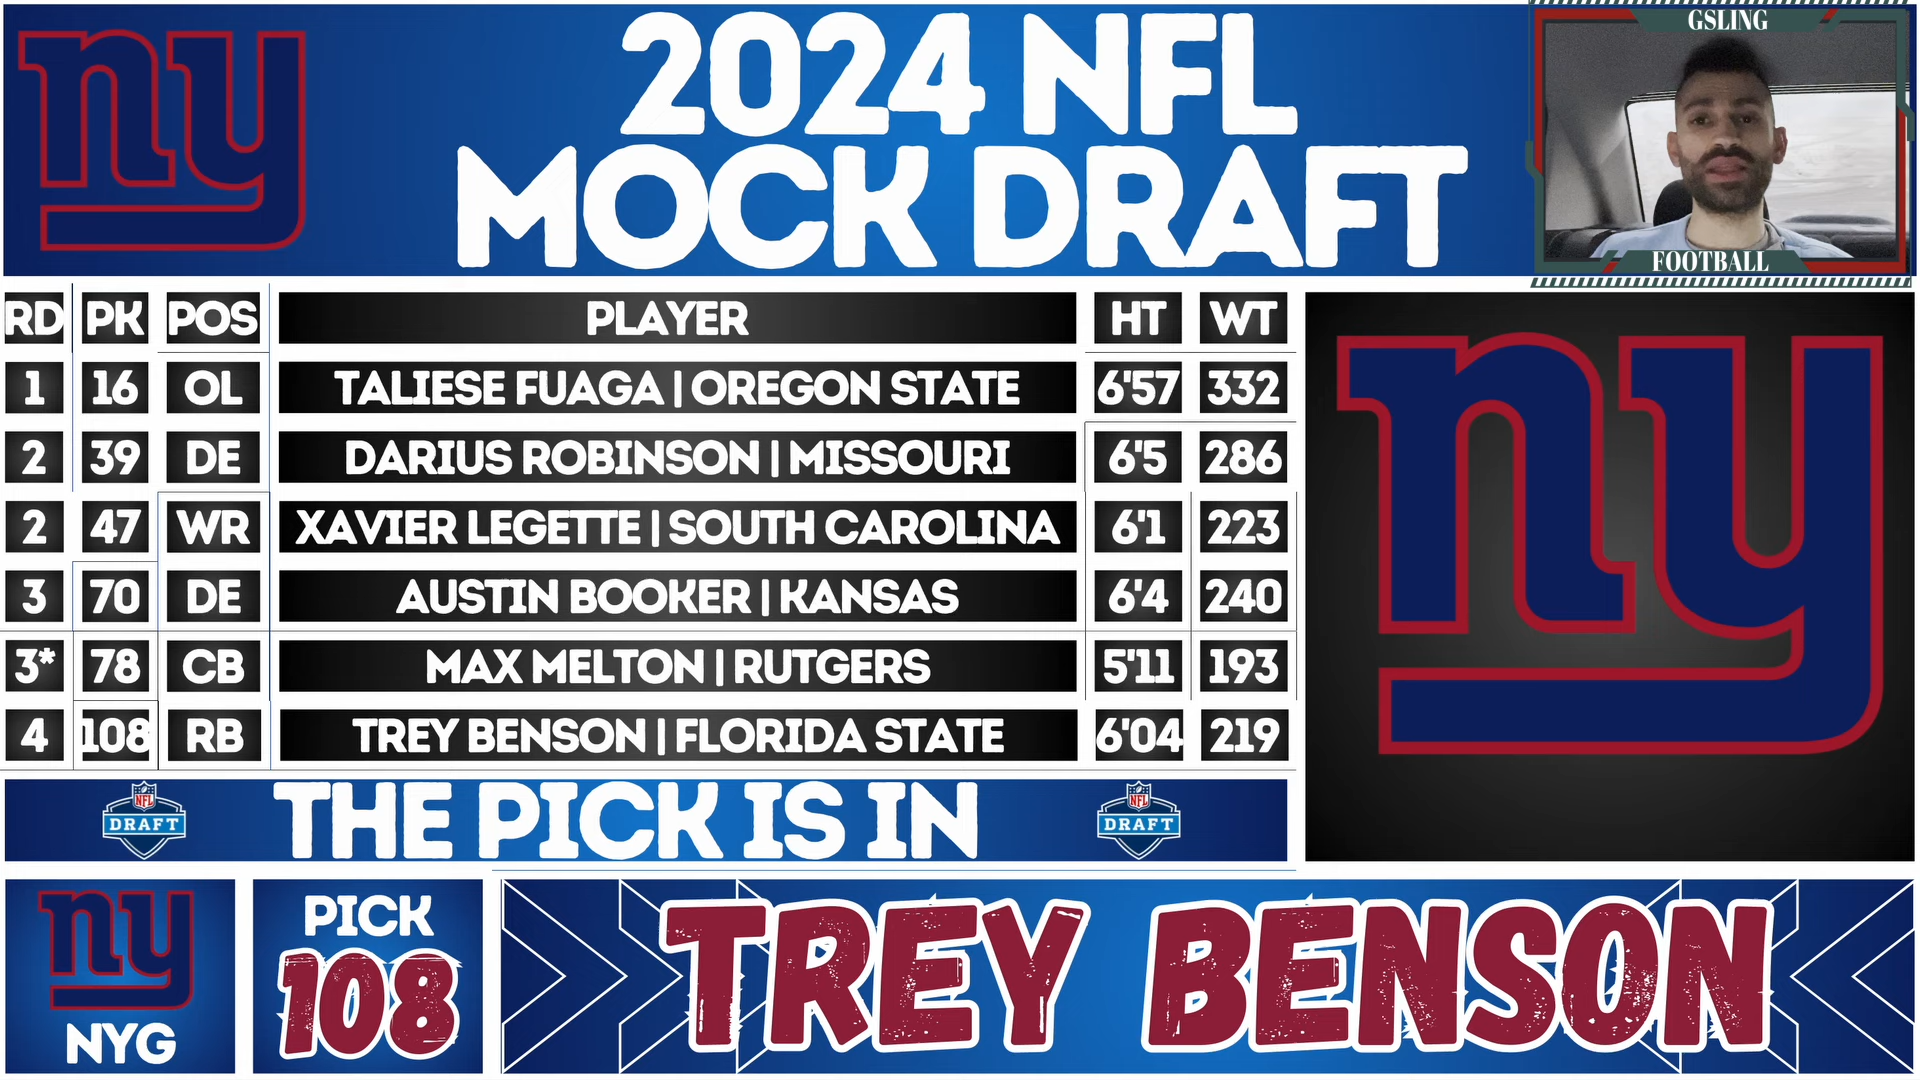 ny
2024 NFL
MOCK DRAFT
GSLING
FOOTBALL
RD PK POS PLAYER HT WT
1 16 OL TALIESE FUAGA | OREGON STATE 6'57 332
2 39 DE DARIUS ROBINSON | MISSOURI 6'5 286
2 47 WR XAVIER LEGETTE | SOUTH CAROLINA 6'1 223
3 70 DE AUSTIN BOOKER | KANSAS 6'4 240
3* 78 CB MAX MELTON | RUTGERS 5'11 193
4 108 RB TREY BENSON | FLORIDA STATE 6'04 219
ny
NFL DRAFT THE PICK IS IN NFL DRAFT
ny
NYG
PICK
108
TREY BENSON